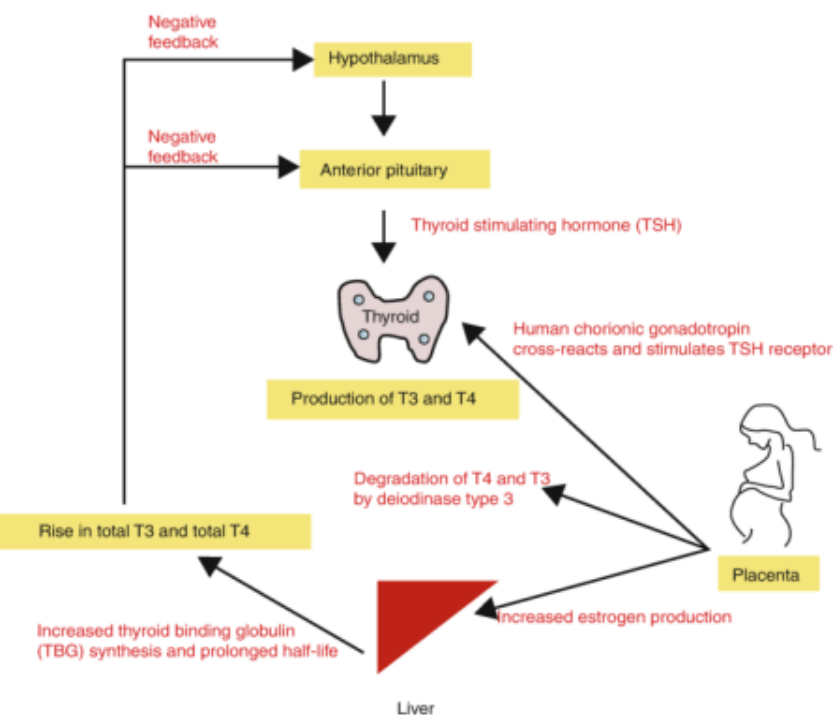 Negative
feedback
Hypothalamus
Negative
feedback
Anterior pituitary
Thyroid stimulating hormone (TSH)
Thyroid
Human chorionic gonadotropin
cross-reacts and stimulates TSH receptor
Production of T3 and T4
Degradation of T4 and T3
by deiodinase type 3
Rise in total T3 and total T4
Placenta
Increased estrogen production
Increased thyroid binding globulin
(TBG) synthesis and prolonged half-life
Liver